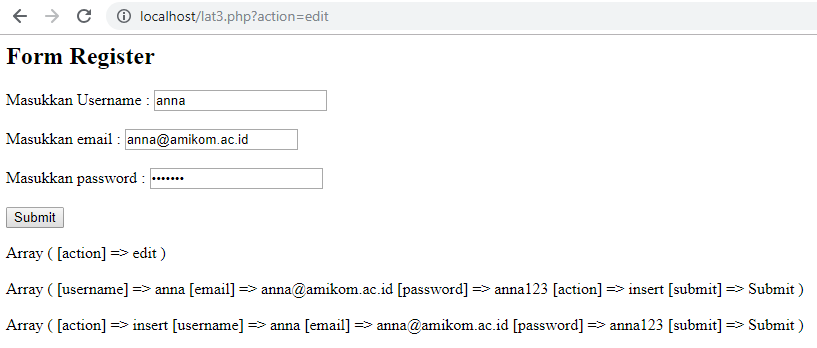 localhost/lat3.php?action=edit
Form Register
Masukkan Username : anna
Masukkan email : anna@amikom.ac.id
Masukkan password : •••••••
Submit
Array ( [action] => edit )
Array ( [username] => anna [email] => anna@amikom.ac.id [password] => anna123 [action] => insert [submit] => Submit )
Array ( [action] => insert [username] => anna [email] => anna@amikom.ac.id [password] => anna123 [submit] => Submit )